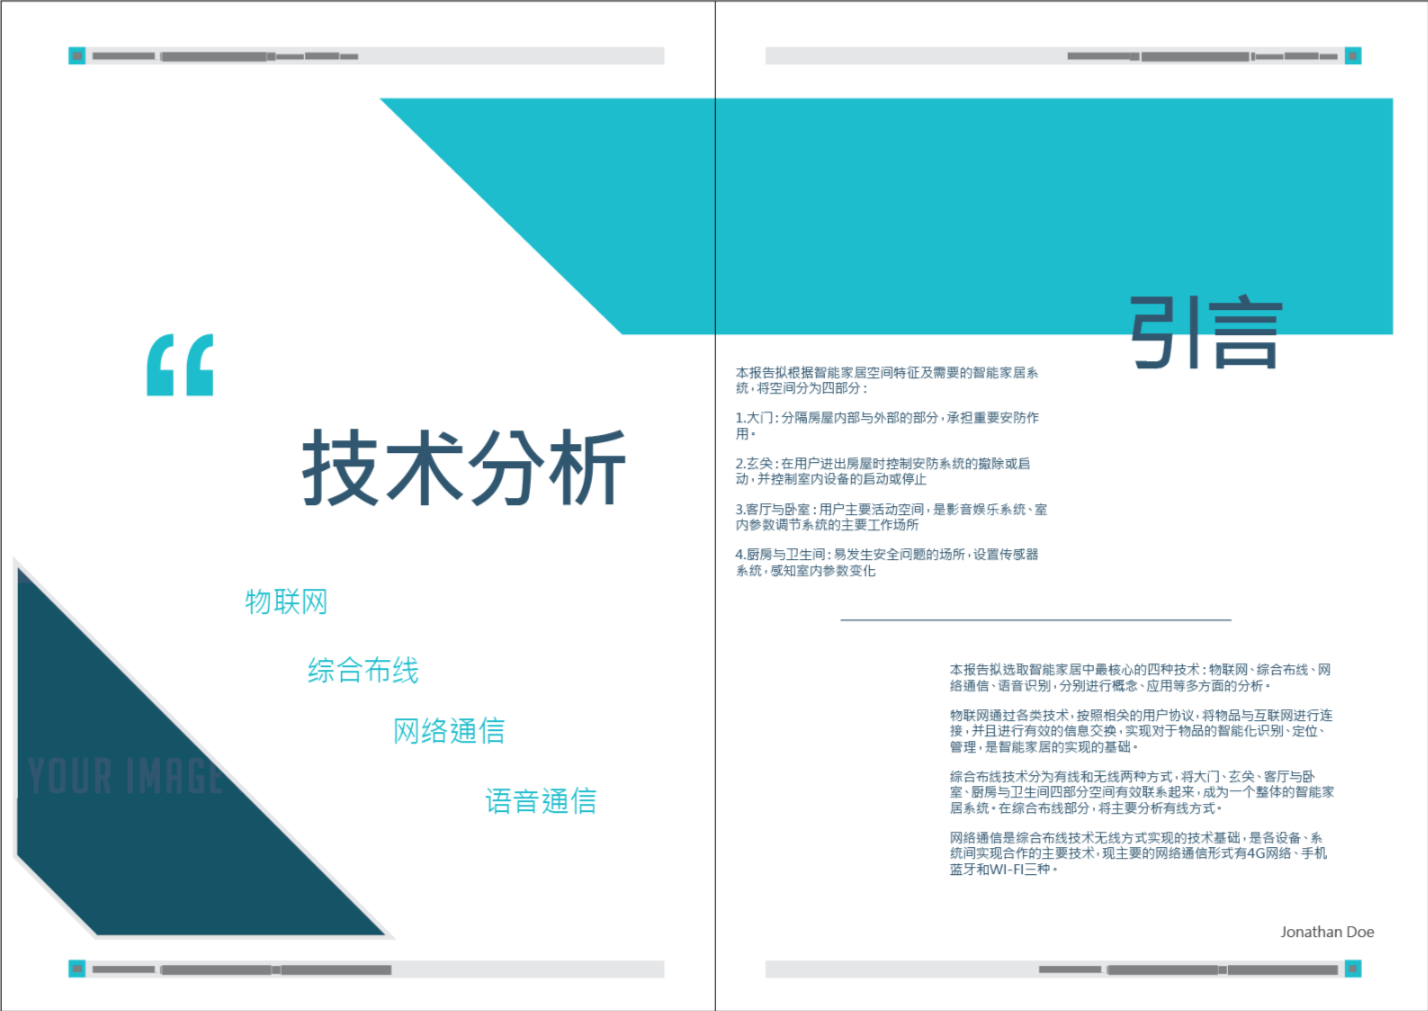 技术分析
物联网
综合布线
网络通信
语音通信
YOUR IMAGE
引言
本报告拟根据智能家居空间特征及需要的智能家居系
统，将空间分为四部分：
1.大门：分隔房屋内部与外部的部分，承担重要安防作
用。
2.玄关：在用户进出房屋时控制安防系统的撤除或启
动，并控制室内设备的启动或停止
3.客厅与卧室：用户主要活动空间，是影音娱乐系统、室
内参数调节系统的主要工作场所
4.厨房与卫生间：易发生安全问题的场所，设置传感器
系统，感知室内参数变化
本报告拟选取智能家居中最核心的四种技术：物联网、综合布线、网
络通信、语音识别，分别进行概念、应用等多方面的分析。
物联网通过各类技术，按照相关的用户协议，将物品与互联网进行连
接，并且进行有效的信息交换，实现对于物品的智能化识别、定位、
管理，是智能家居的实现的基础。
综合布线技术分为有线和无线两种方式，将大门、玄关、客厅与卧
室、厨房与卫生间四部分空间有效联系起来，成为一个整体的智能家
居系统。在综合布线部分，将主要分析有线方式。
网络通信是综合布线技术无线方式实现的技术基础，是各设备、系
统间实现合作的主要技术，现主要的网络通信形式有4G网络、手机
蓝牙和WI-FI三种。
Jonathan Doe